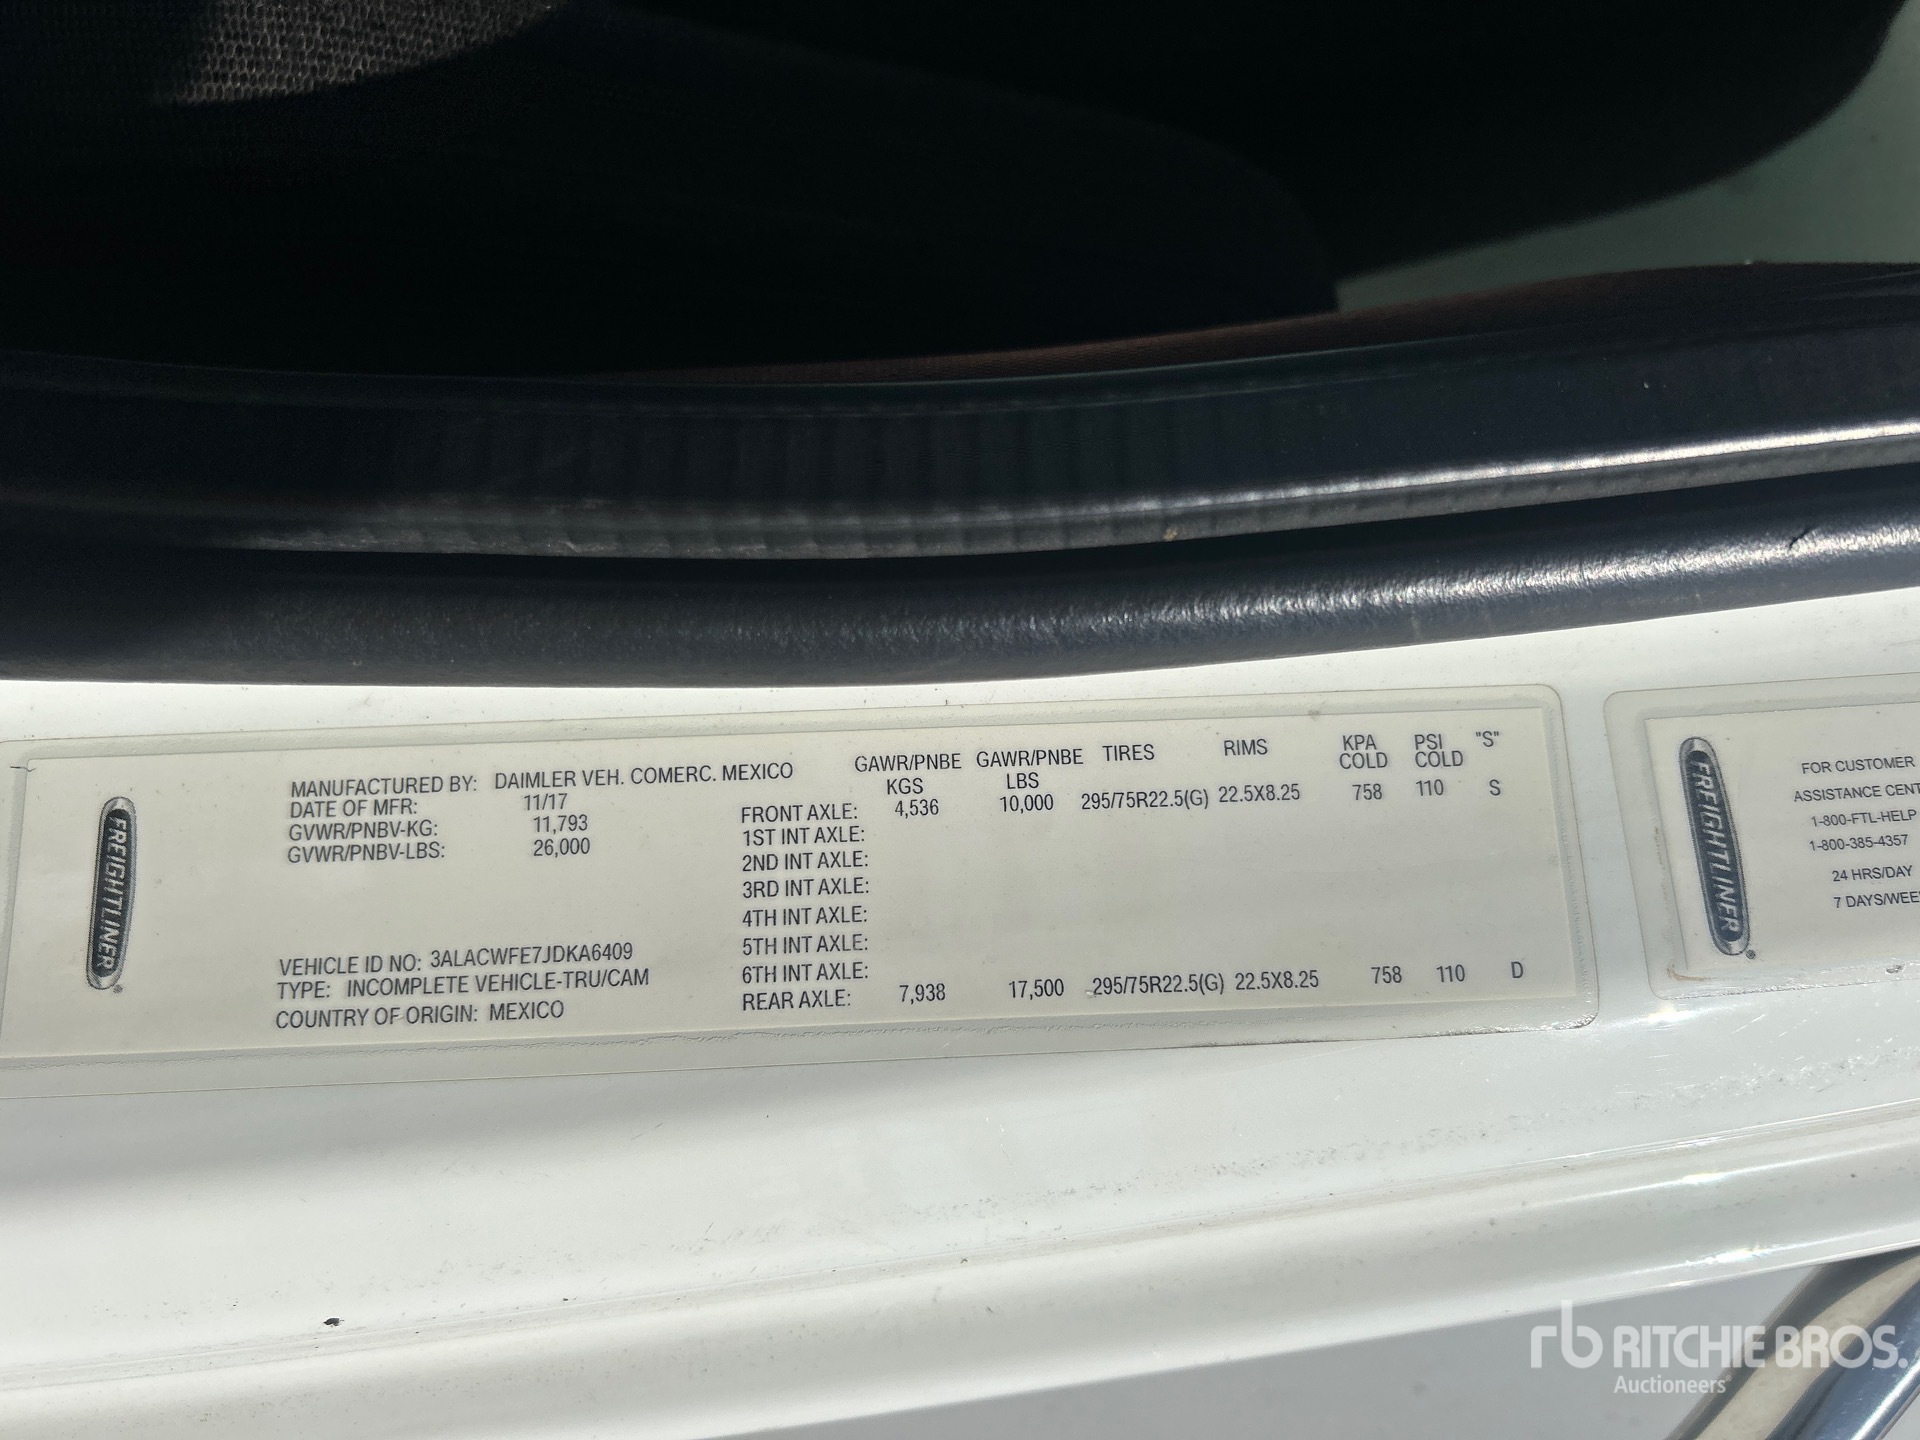 FREIGHTLINER
MANUFACTURED BY: DAIMLER VEH. COMERC. MEXICO
DATE OF MFR: 11/17
GVWR/PNBV-KG: 11,793
GVWR/PNBV-LBS: 26,000
VEHICLE ID NO: 3ALACWFE7JDKA6409
TYPE: INCOMPLETE VEHICLE-TRU/CAM
COUNTRY OF ORIGIN: MEXICO
GAWR/PNBE GAWR/PNBE TIRES RIMS KPA PSI "S"
KGS LBS COLD COLD
FRONT AXLE: 4,536 10,000 295/75R22.5(G) 22.5X8.25 758 110 S
1ST INT AXLE:
2ND INT AXLE:
3RD INT AXLE:
4TH INT AXLE:
5TH INT AXLE:
6TH INT AXLE:
REAR AXLE: 7,938 17,500 295/75R22.5(G) 22.5X8.25 758 110 D
FREIGHTLINER
FOR CUSTOMER
ASSISTANCE CENT
1-800-FTL-HELP
1-800-385-4357
24 HRS/DAY
7 DAYS/WEE
rb RITCHIE BROS.
Auctioneers